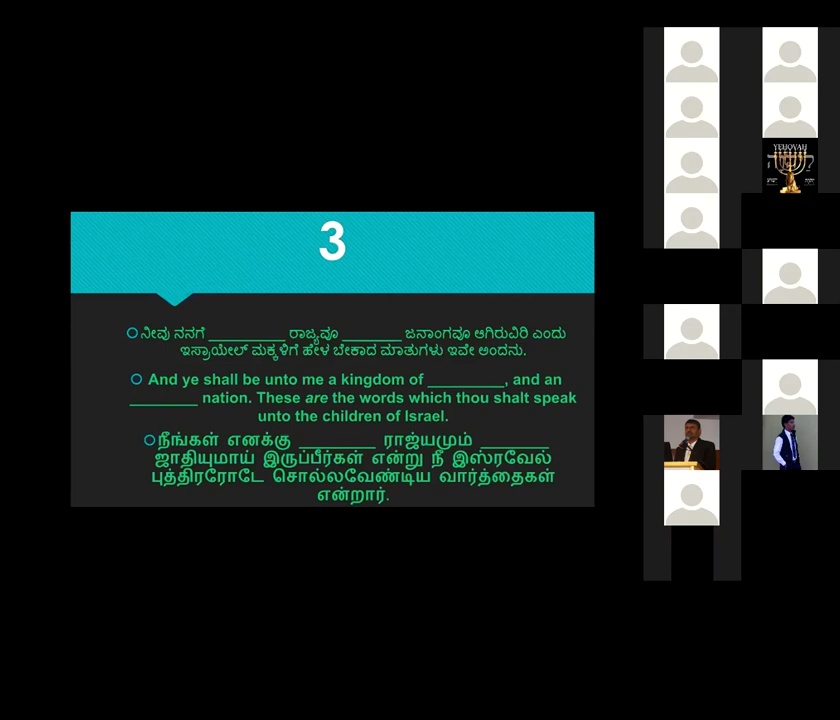 3
ನೀವು ನನಗೆ __________ ರಾಜ್ಯವೂ ________ ಜನಾಂಗವೂ ಆಗಿರುವಿರಿ ಎಂದು
ಇಸ್ರಾಯೇಲ್ ಮಕ್ಕಳಿಗೆ ಹೇಳ ಬೇಕಾದ ಮಾತುಗಳು ಇವೇ ಅಂದನು.
And ye shall be unto me a kingdom of _________, and an
________ nation. These are the words which thou shalt speak
unto the children of Israel.
நீங்கள் எனக்கு _________ ராஜ்யமும் ________
ஜாதியுமாய் இருப்பீர்கள் என்று நீ இஸ்ரவேல்
புத்திரரோடே சொல்லவேண்டிய வார்த்தைகள்
என்றார்.
YEHOVAH